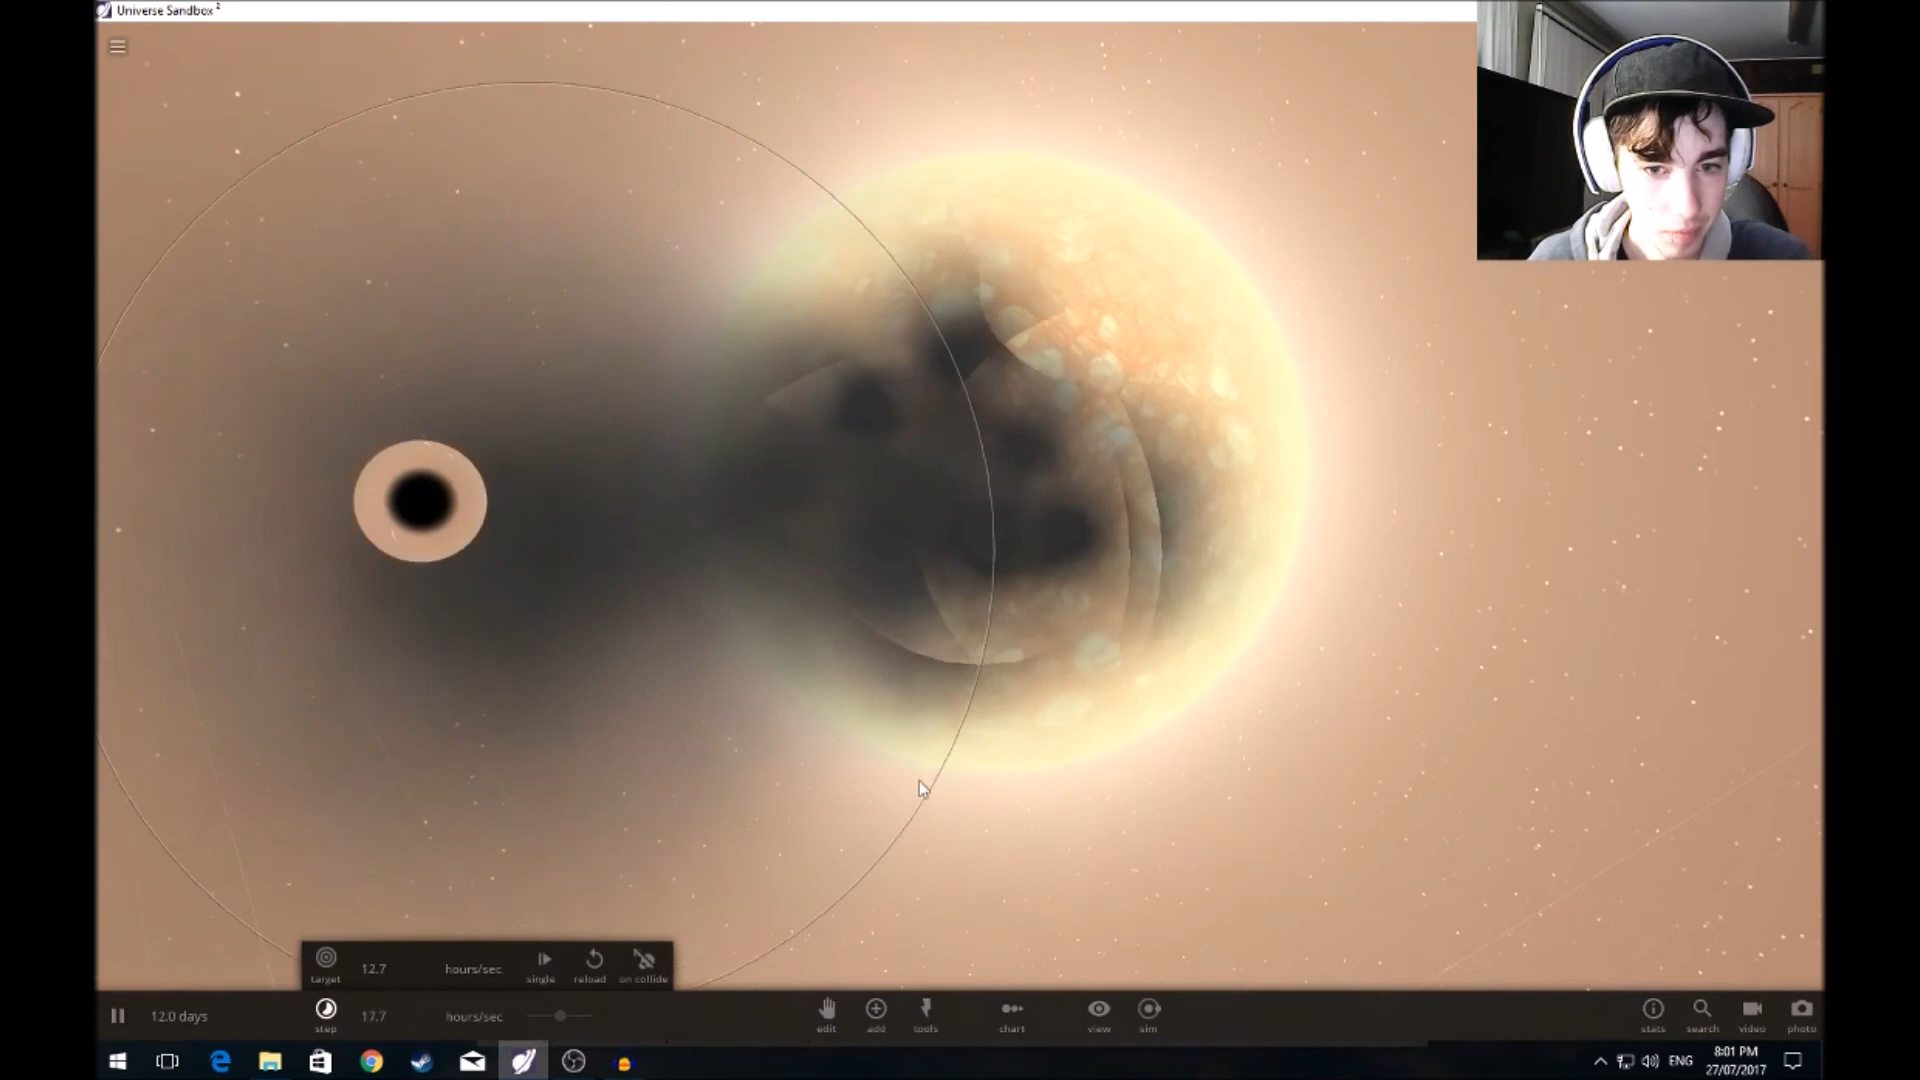 Universe Sandbox ²
target 12.7 hours/sec single reload on collide
12.0 days step 17.7 hours/sec edit add tools chart view sim stats search video photo
ENG 8:01 PM
27/07/2017